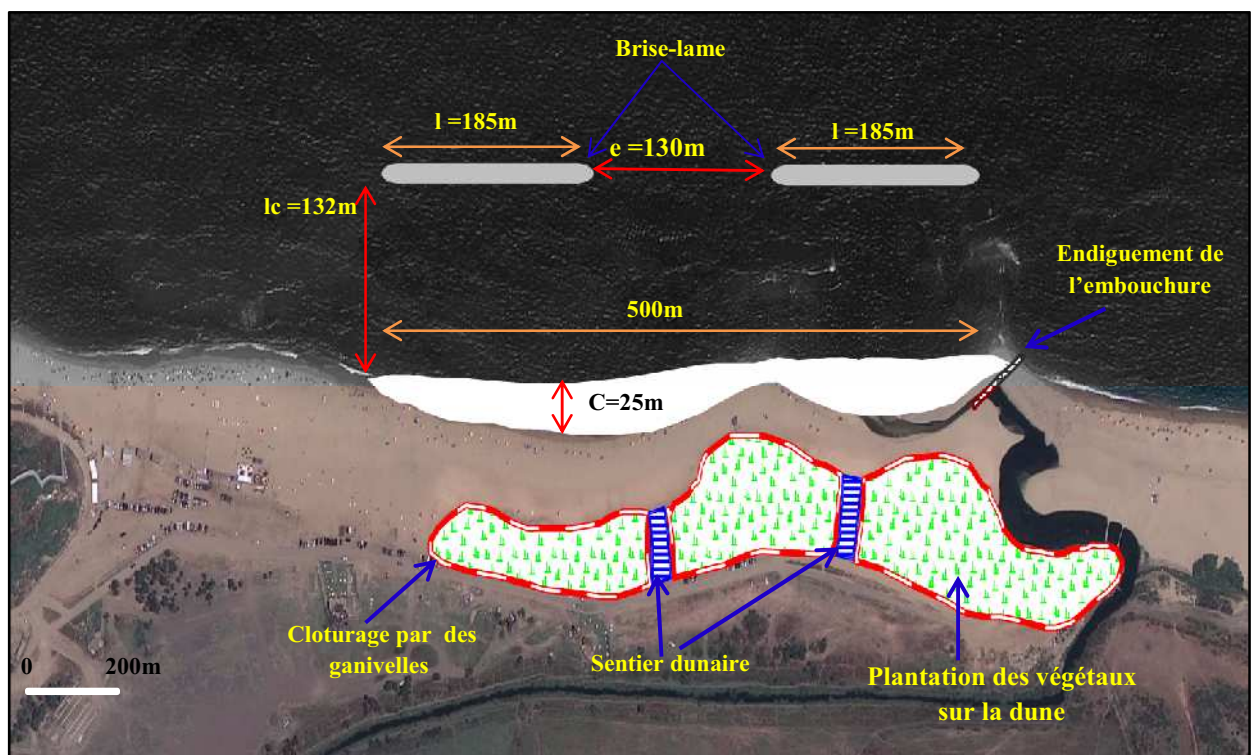 Brise-lame
l =185m
e =130m
l =185m
lc =132m
Endiguement de
l’embouchure
500m
C=25m
Cloturage par des
ganivelles
Sentier dunaire
Plantation des végétaux
sur la dune
0 200m